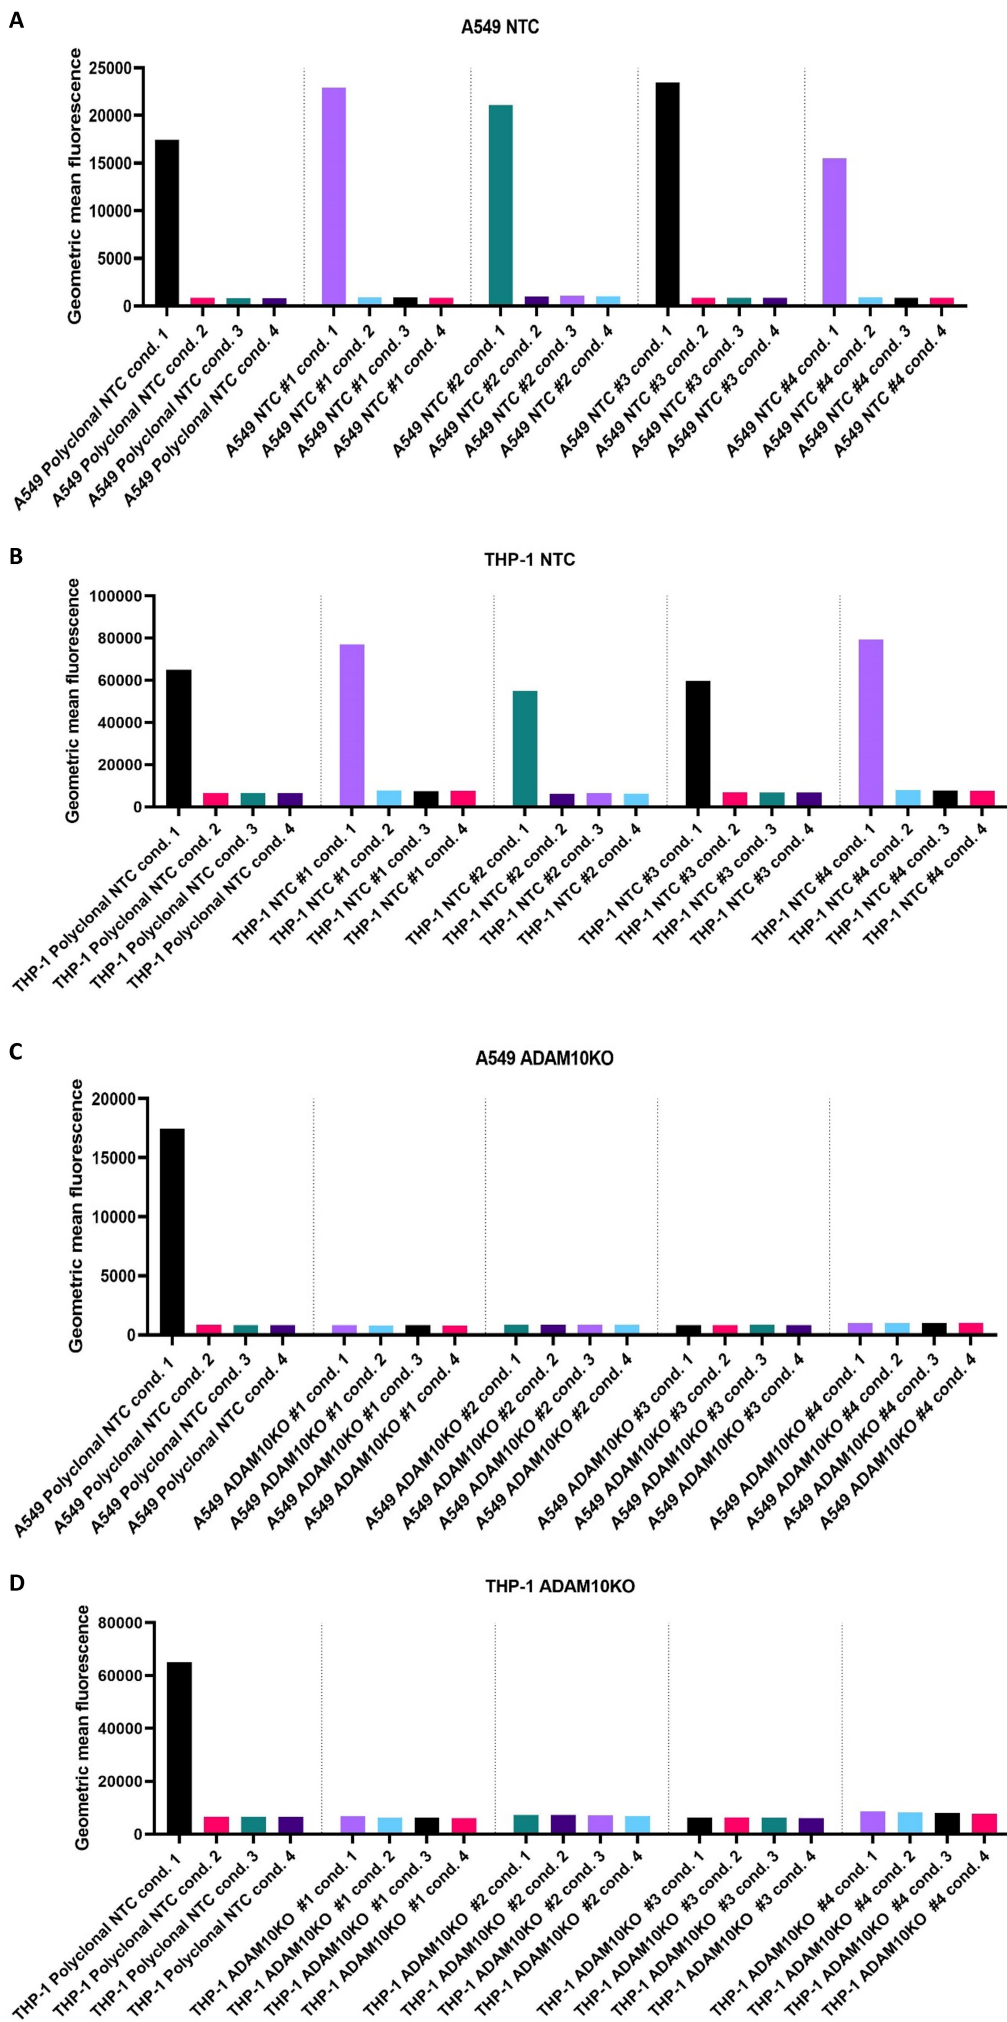 A
A549 NTC
Geometric mean fluorescence
25000
20000
15000
10000
5000
0
A549 Polyclonal NTC cond. 1
A549 Polyclonal NTC cond. 2
A549 Polyclonal NTC cond. 3
A549 Polyclonal NTC cond. 4
A549 NTC #1 cond. 1
A549 NTC #1 cond. 2
A549 NTC #1 cond. 3
A549 NTC #1 cond. 4
A549 NTC #2 cond. 1
A549 NTC #2 cond. 2
A549 NTC #2 cond. 3
A549 NTC #2 cond. 4
A549 NTC #3 cond. 1
A549 NTC #3 cond. 2
A549 NTC #3 cond. 3
A549 NTC #3 cond. 4
A549 NTC #4 cond. 1
A549 NTC #4 cond. 2
A549 NTC #4 cond. 3
A549 NTC #4 cond. 4
B
THP-1 NTC
Geometric mean fluorescence
100000
80000
60000
40000
20000
0
THP-1 Polyclonal NTC cond. 1
THP-1 Polyclonal NTC cond. 2
THP-1 Polyclonal NTC cond. 3
THP-1 Polyclonal NTC cond. 4
THP-1 NTC #1 cond. 1
THP-1 NTC #1 cond. 2
THP-1 NTC #1 cond. 3
THP-1 NTC #1 cond. 4
THP-1 NTC #2 cond. 1
THP-1 NTC #2 cond. 2
THP-1 NTC #2 cond. 3
THP-1 NTC #2 cond. 4
THP-1 NTC #3 cond. 1
THP-1 NTC #3 cond. 2
THP-1 NTC #3 cond. 3
THP-1 NTC #3 cond. 4
THP-1 NTC #4 cond. 1
THP-1 NTC #4 cond. 2
THP-1 NTC #4 cond. 3
THP-1 NTC #4 cond. 4
C
A549 ADAM10KO
Geometric mean fluorescence
20000
15000
10000
5000
0
A549 Polyclonal NTC cond. 1
A549 Polyclonal NTC cond. 2
A549 Polyclonal NTC cond. 3
A549 Polyclonal NTC cond. 4
A549 ADAM10KO #1 cond. 1
A549 ADAM10KO #1 cond. 2
A549 ADAM10KO #1 cond. 3
A549 ADAM10KO #1 cond. 4
A549 ADAM10KO #2 cond. 1
A549 ADAM10KO #2 cond. 2
A549 ADAM10KO #2 cond. 3
A549 ADAM10KO #2 cond. 4
A549 ADAM10KO #3 cond. 1
A549 ADAM10KO #3 cond. 2
A549 ADAM10KO #3 cond. 3
A549 ADAM10KO #3 cond. 4
A549 ADAM10KO #4 cond. 1
A549 ADAM10KO #4 cond. 2
A549 ADAM10KO #4 cond. 3
A549 ADAM10KO #4 cond. 4
D
THP-1 ADAM10KO
Geometric mean fluorescence
80000
60000
40000
20000
0
THP-1 Polyclonal NTC cond. 1
THP-1 Polyclonal NTC cond. 2
THP-1 Polyclonal NTC cond. 3
THP-1 Polyclonal NTC cond. 4
THP-1 ADAM10KO #1 cond. 1
THP-1 ADAM10KO #1 cond. 2
THP-1 ADAM10KO #1 cond. 3
THP-1 ADAM10KO #1 cond. 4
THP-1 ADAM10KO #2 cond. 1
THP-1 ADAM10KO #2 cond. 2
THP-1 ADAM10KO #2 cond. 3
THP-1 ADAM10KO #2 cond. 4
THP-1 ADAM10KO #3 cond. 1
THP-1 ADAM10KO #3 cond. 2
THP-1 ADAM10KO #3 cond. 3
THP-1 ADAM10KO #3 cond. 4
THP-1 ADAM10KO #4 cond. 1
THP-1 ADAM10KO #4 cond. 2
THP-1 ADAM10KO #4 cond. 3
THP-1 ADAM10KO #4 cond. 4